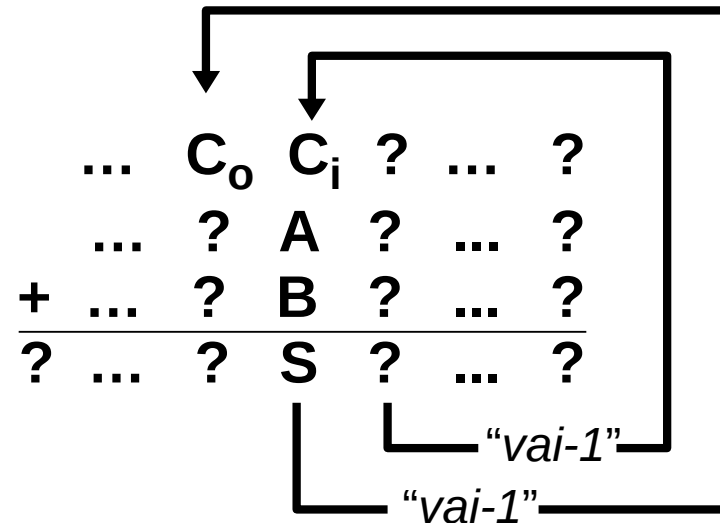 ... Co Ci ? ... ?
... ? A ? ... ?
+ ... ? B ? ... ?
? ... ? S ? ... ?
“vai-1”
“vai-1”